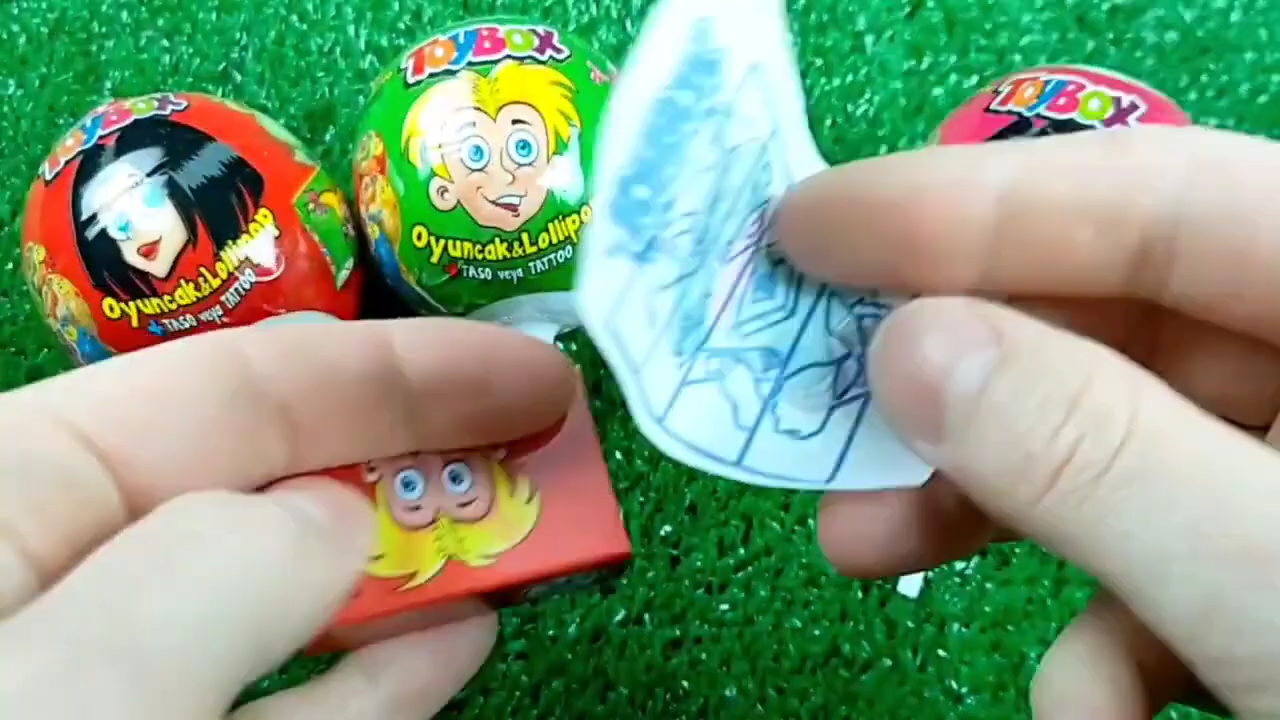 TOYBOX
Oyuncak&Lollipop
+ TASO veya TATTOO
TOYBOX
Oyuncak&Lollipo
+ TASO veya TATTOO
TOYBOX